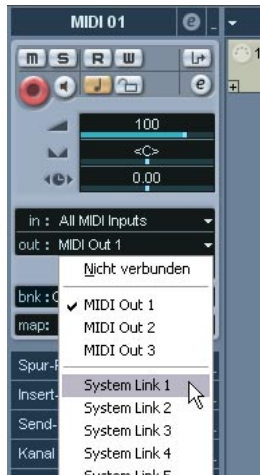 MIDI 01 e
M S R W
e 1
100
<C>
0.00
in : All MIDI Inputs
out : MIDI Out 1
Nicht verbunden
bnk :
MIDI Out 1
map: MIDI Out 2
MIDI Out 3
Spur-
System Link 1
Insert-
System Link 2
Send-
System Link 3
Kanal
System Link 4